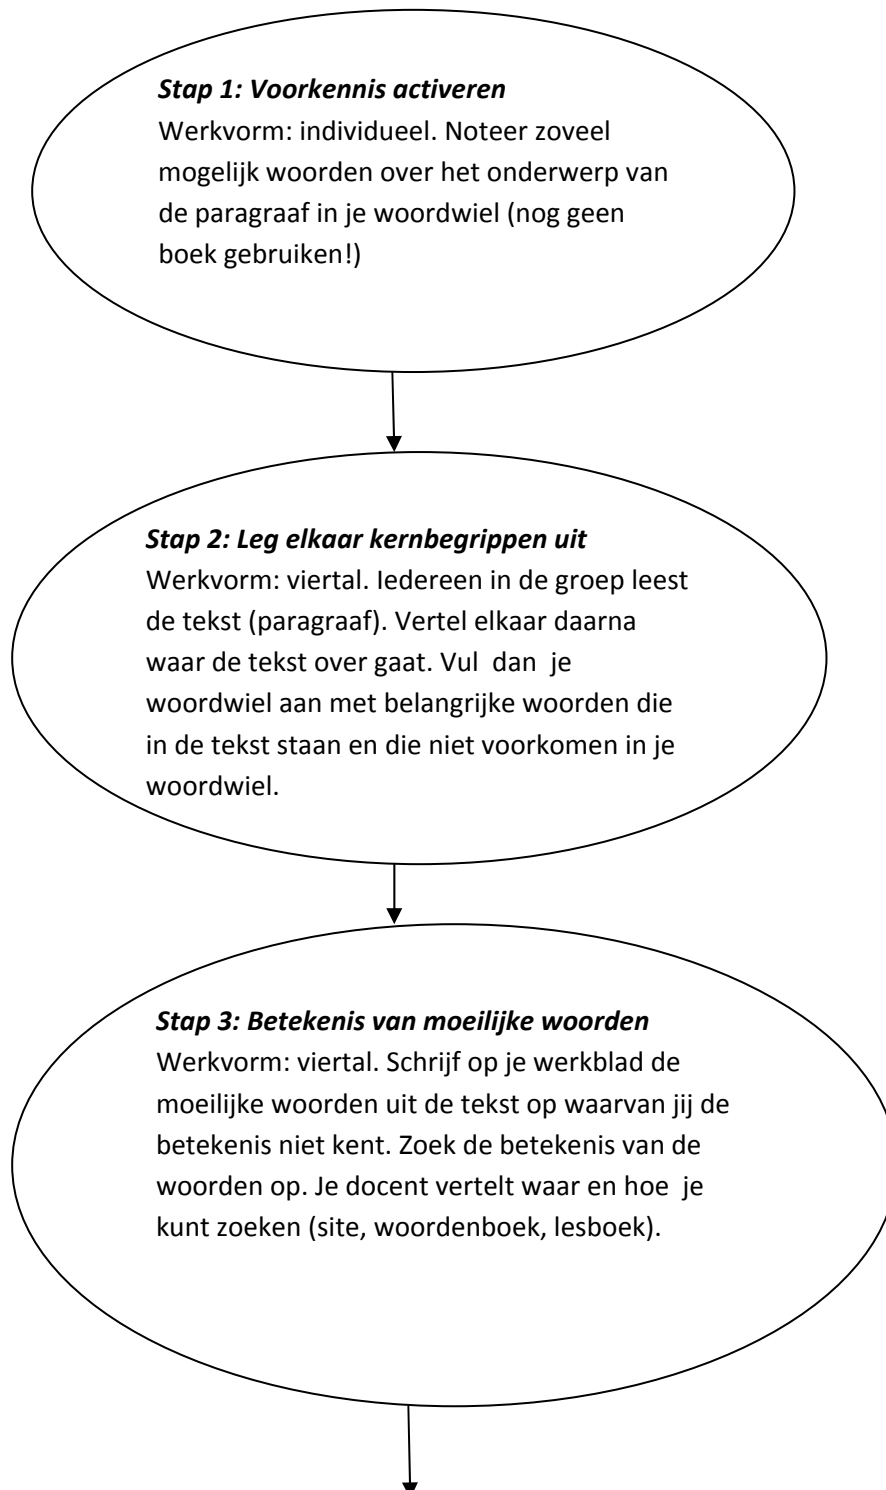 Stap 1: Voorkennis activeren
Werkvorm: individueel. Noteer zoveel
mogelijk woorden over het onderwerp van
de paragraaf in je woordwiel (nog geen
boek gebruiken!)
Stap 2: Leg elkaar kernbegrippen uit
Werkvorm: viertal. Iedereen in de groep leest
de tekst (paragraaf). Vertel elkaar daarna
waar de tekst over gaat. Vul  dan  je
woordwiel aan met belangrijke woorden die
in de tekst staan en die niet voorkomen in je
woordwiel.
Stap 3: Betekenis van moeilijke woorden
Werkvorm: viertal. Schrijf op je werkblad de
moeilijke woorden uit de tekst op waarvan jij de
betekenis niet kent. Zoek de betekenis van de
woorden op. Je docent vertelt waar en hoe  je
kunt zoeken (site, woordenboek, lesboek).